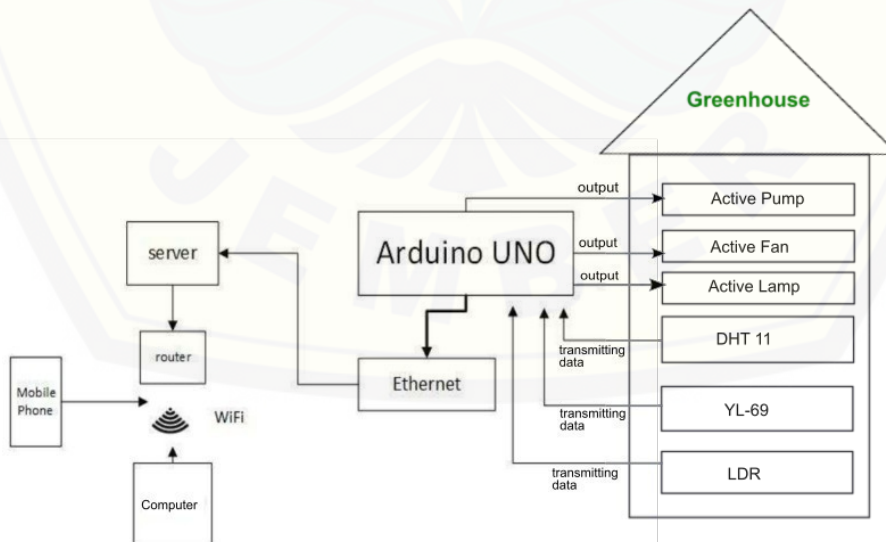 Greenhouse
output
Active Pump
output
Active Fan
Arduino UNO
server
output
Active Lamp
DHT 11
transmitting
data
router
Ethernet
Mobile
Phone
WiFi
YL-69
transmitting
data
LDR
transmitting
data
Computer
JEMBER